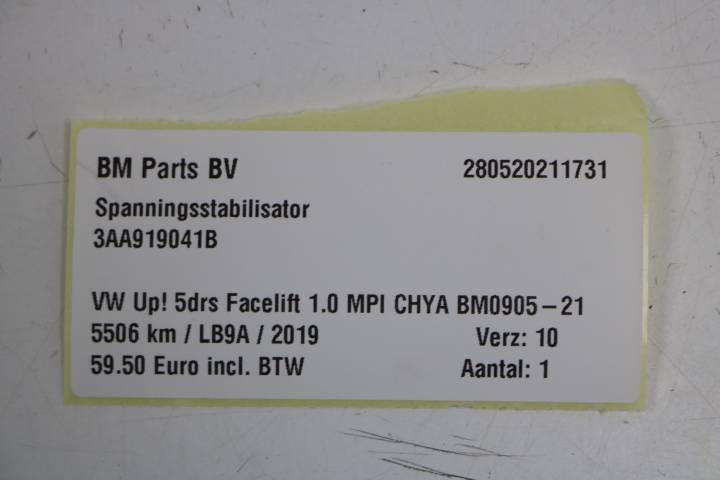 BM Parts BV 280520211731
Spanningsstabilisator
3AA919041B
VW Up! 5drs Facelift 1.0 MPI CHYA BM0905-21
5506 km / LB9A / 2019 Verz: 10
59.50 Euro incl. BTW Aantal: 1